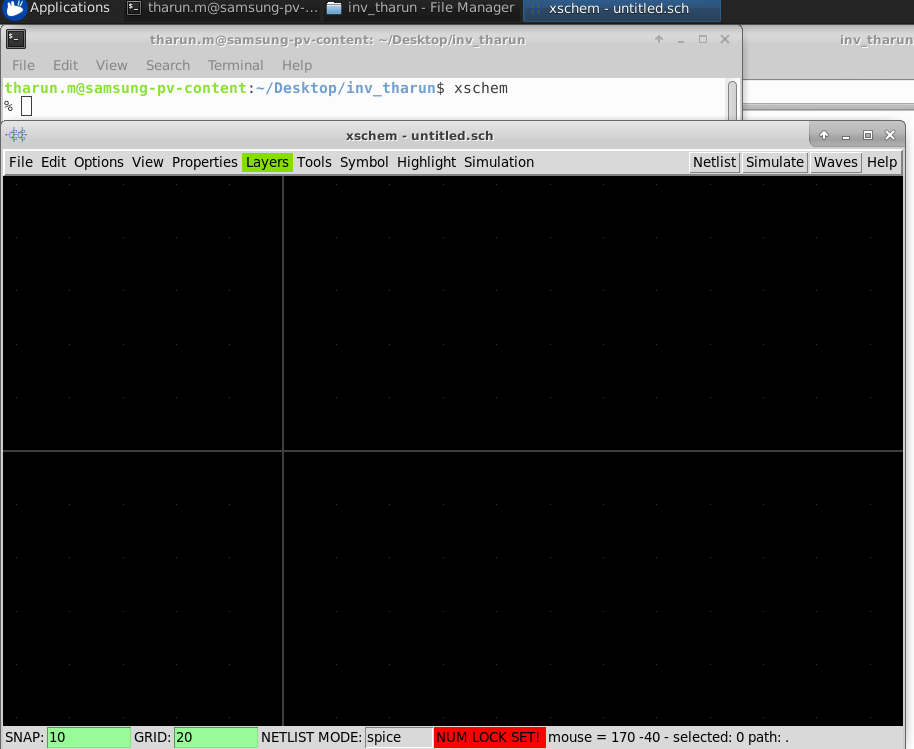 Applications tharun.m@samsung-pv-... inv_tharun - File Manager xschem - untitled.sch
tharun.m@samsung-pv-content: ~/Desktop/inv_tharun inv_tharun
File Edit View Search Terminal Help
tharun.m@samsung-pv-content:~/Desktop/inv_tharun$ xschem
%
xschem - untitled.sch
File Edit Options View Properties Layers Tools Symbol Highlight Simulation Netlist Simulate Waves Help
SNAP: 10 GRID: 20 NETLIST MODE: spice NUM LOCK SET! mouse = 170 -40 - selected: 0 path: .